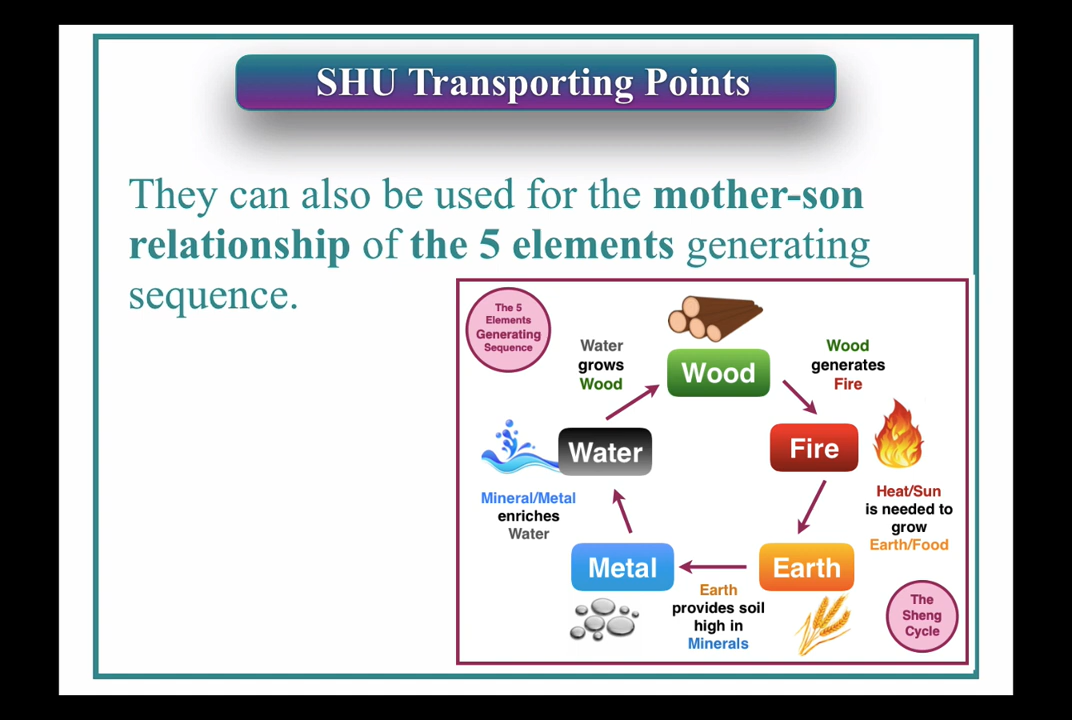 SHU Transporting Points
They can also be used for the mother-son
relationship of the 5 elements generating
sequence.
The 5
Elements
Generating
Sequence
Water
grows
Wood
Wood
Wood
generates
Fire
Water
Fire
Mineral/Metal
enriches
Water
Heat/Sun
is needed to
grow
Earth/Food
Metal
Earth
Earth
provides soil
high in
Minerals
The
Sheng
Cycle